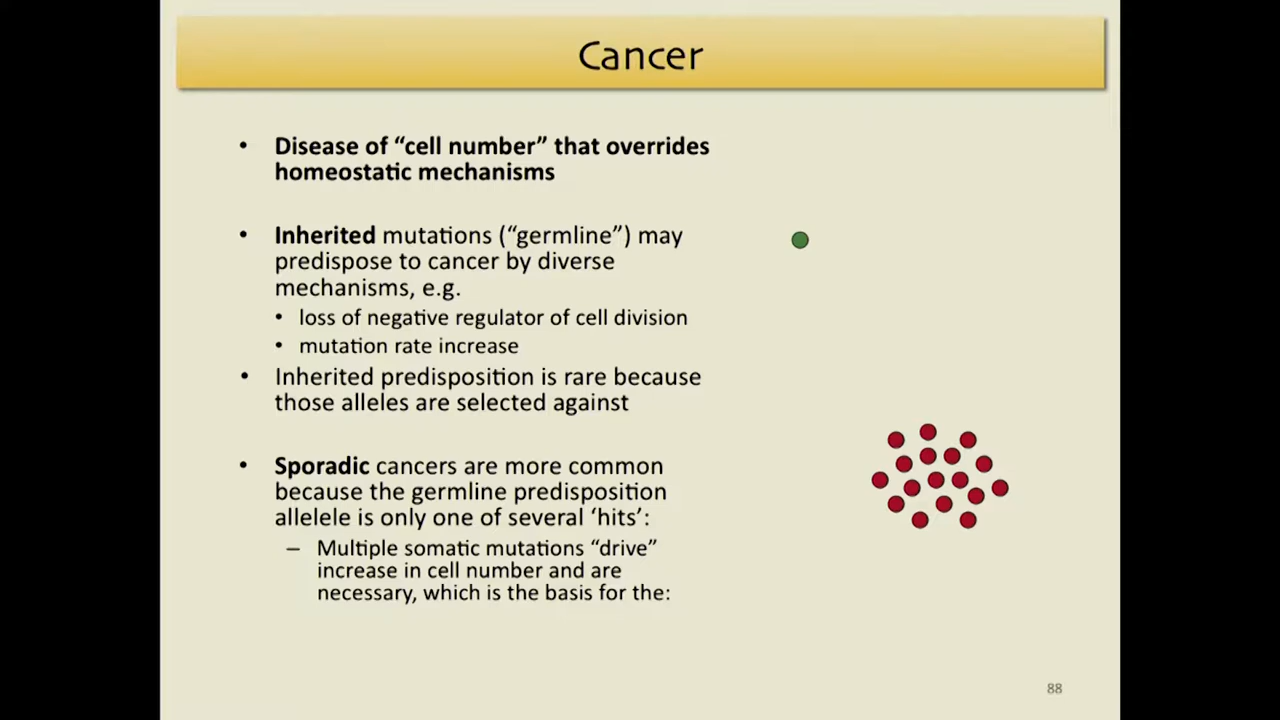 Cancer
• Disease of “cell number” that overrides
homeostatic mechanisms
• Inherited mutations (“germline”) may
predispose to cancer by diverse
mechanisms, e.g.
• loss of negative regulator of cell division
• mutation rate increase
• Inherited predisposition is rare because
those alleles are selected against
• Sporadic cancers are more common
because the germline predisposition
allelele is only one of several ‘hits’:
– Multiple somatic mutations “drive”
increase in cell number and are
necessary, which is the basis for the:
88